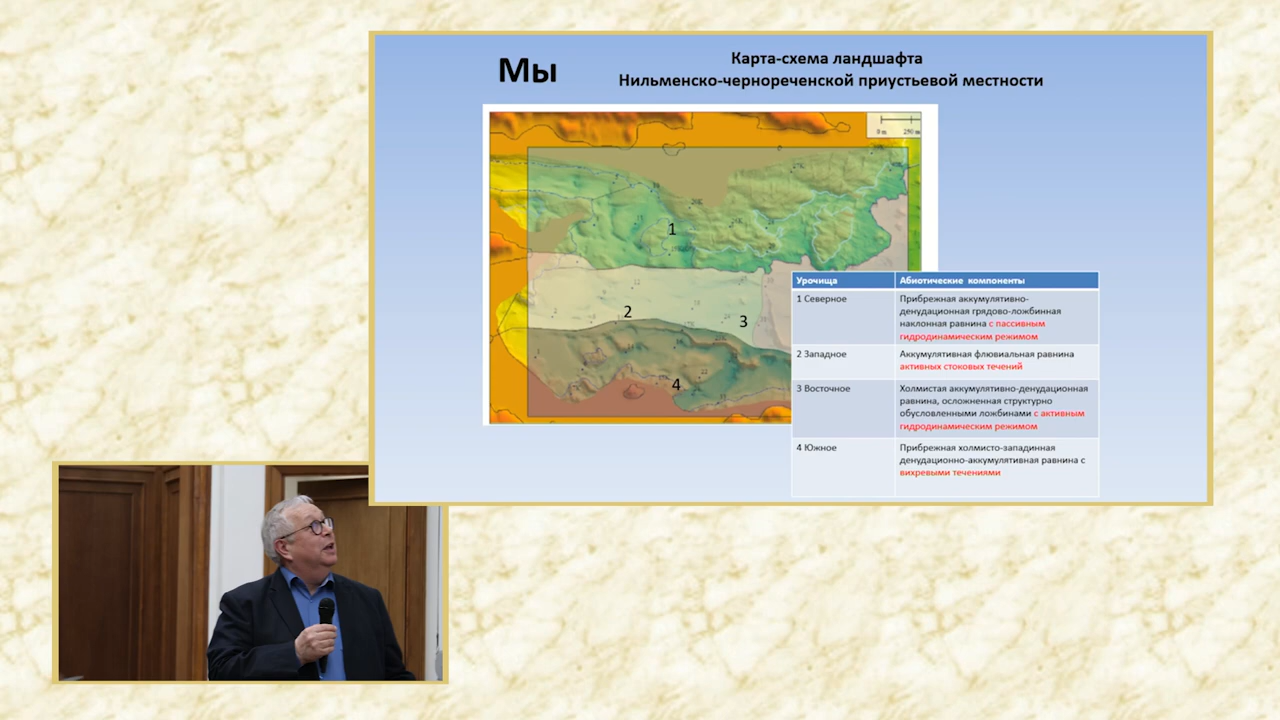 Мы
Карта-схема ландшафта
Нильменско-чернореченской приустьевой местности
0 m 250 m
1
2
3
4
Урочища Абиотические компоненты
1 Северное Прибрежная аккумулятивно-
денудационная грядово-ложбинная
наклонная равнина с пассивным
гидродинамическим режимом
2 Западное Аккумулятивная флювиальная равнина
активных стоковых течений
3 Восточное Холмистая аккумулятивно-денудационная
равнина, осложненная структурно
обусловленными ложбинами с активным
гидродинамическим режимом
4 Южное Прибрежная холмисто-западинная
денудационно-аккумулятивная равнина с
вихревыми течениями